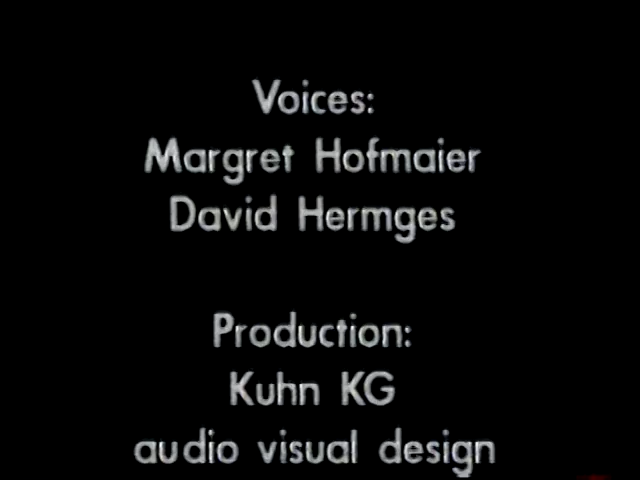 Voices:
Margret Hofmaier
David Hermges
Production:
Kuhn KG
audio visual design